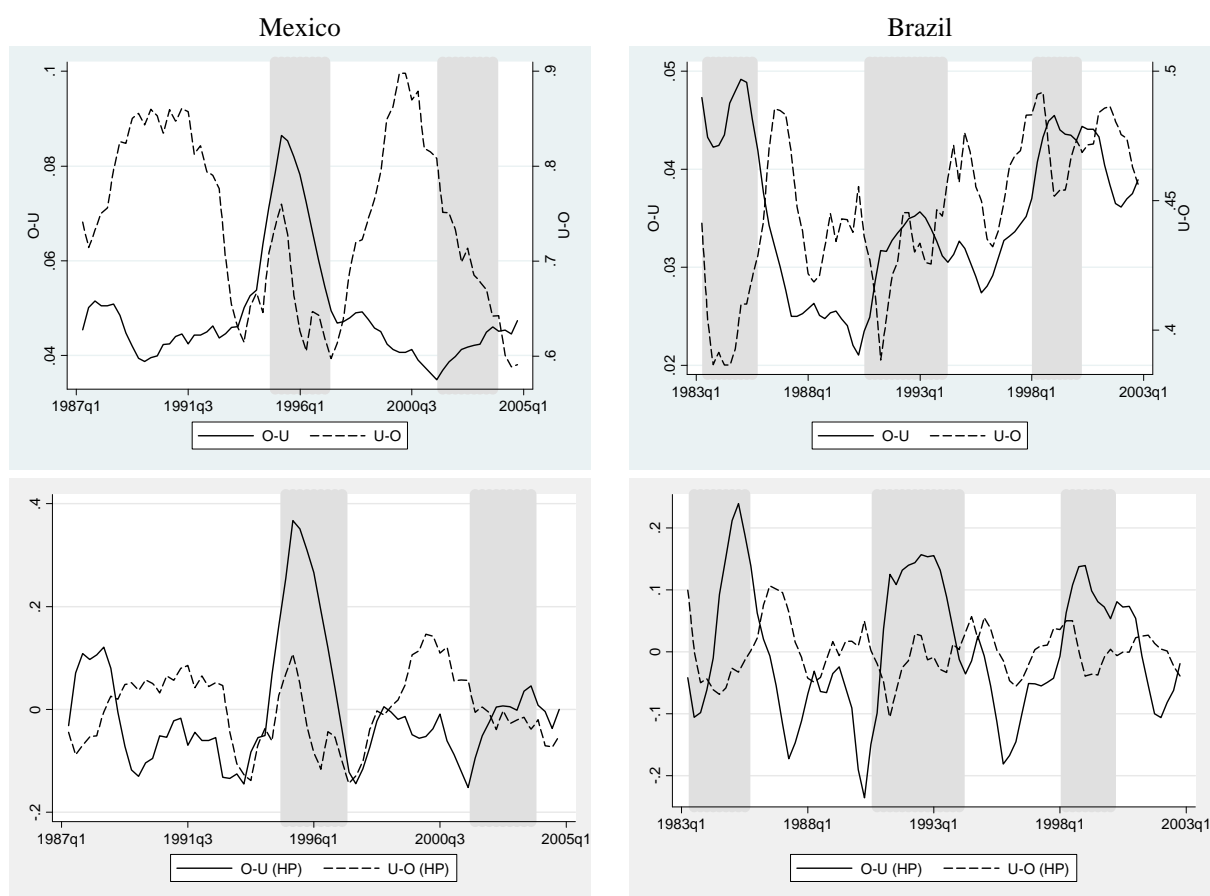 Mexico
Brazil
.1
.08
.06
.04
O-U
.9
.8
.7
.6
U-O
1987q1 1991q3 1996q1 2000q3 2005q1
O-U U-O
.05
.04
.03
.02
O-U
.5
.45
.4
U-O
1983q1 1988q1 1993q1 1998q1 2003q1
O-U U-O
.4
.2
0
-.2
1987q1 1991q3 1996q1 2000q3 2005q1
O-U (HP) U-O (HP)
.2
.1
0
-.1
-.2
1983q1 1988q1 1993q1 1998q1 2003q1
O-U (HP) U-O (HP)